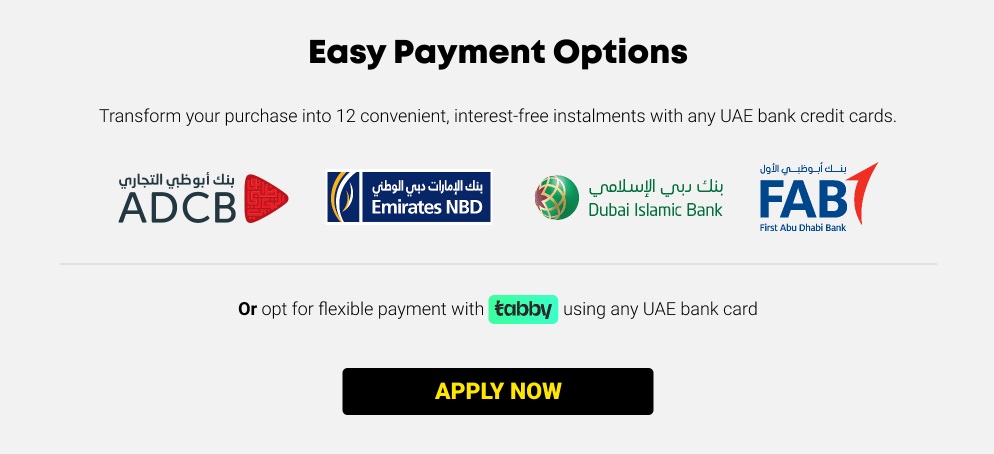 Easy Payment Options
Transform your purchase into 12 convenient, interest-free instalments with any UAE bank credit cards.
بنك أبوظبي التجاري
ADCB
بنك الإمارات دبي الوطني
Emirates NBD
بنك دبي الإسلامي
Dubai Islamic Bank
بنك أبوظبي الأول
FAB
First Abu Dhabi Bank
Or opt for flexible payment with tabby using any UAE bank card
APPLY NOW